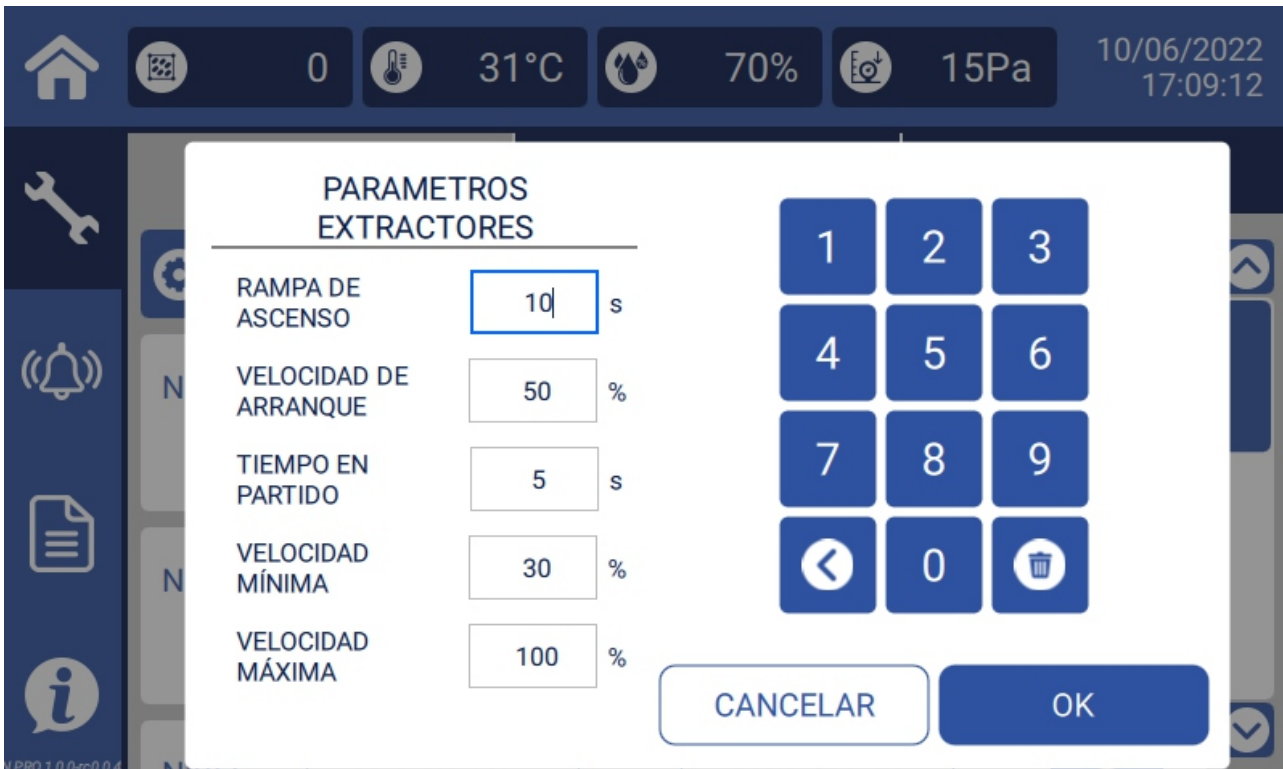 0
31°C
70%
15Pa
10/06/2022
17:09:12
PARAMETROS
EXTRACTORES
RAMPA DE
ASCENSO
10 s
VELOCIDAD DE
ARRANQUE
50 %
TIEMPO EN
PARTIDO
5 s
VELOCIDAD
MÍNIMA
30 %
VELOCIDAD
MÁXIMA
100 %
1 2 3
4 5 6
7 8 9
0
CANCELAR
OK
N
N